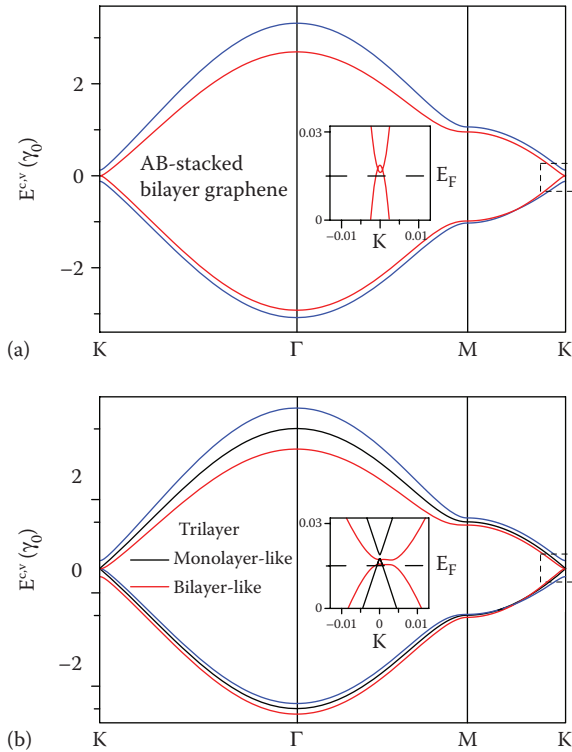 2
0
−2
E^c,v (γ₀)
AB-stacked
bilayer graphene
0.03
0
−0.01
0.01
K
E_F
(a)
K
Γ
M
K
2
0
−2
E^c,v (γ₀)
Trilayer
Monolayer-like
Bilayer-like
0.03
0
−0.01
0
0.01
K
E_F
(b)
K
Γ
M
K